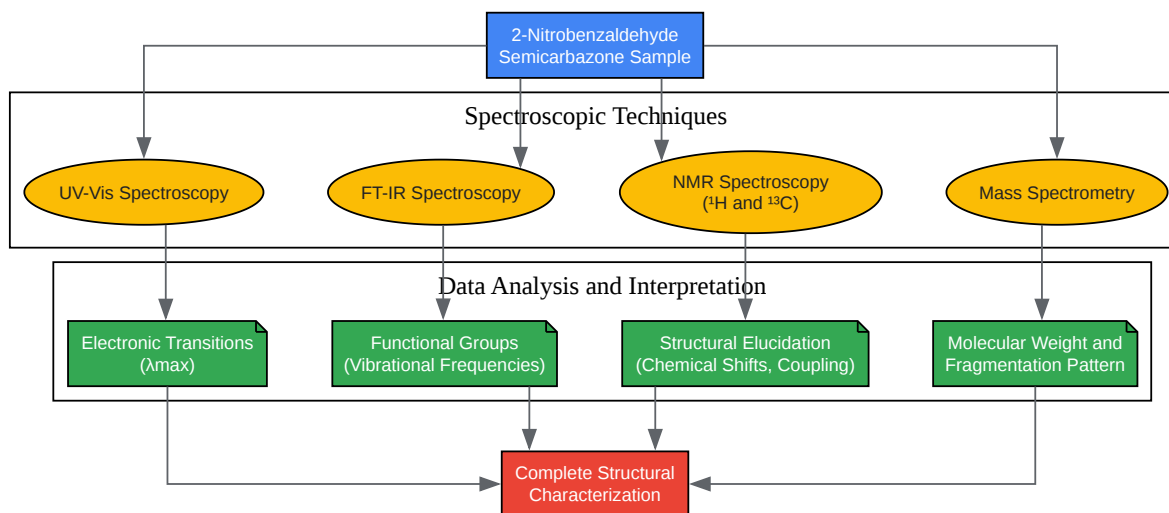 2-Nitrobenzaldehyde
Semicarbazone Sample
Spectroscopic Techniques
UV-Vis Spectroscopy
FT-IR Spectroscopy
NMR Spectroscopy
(¹H and ¹³C)
Mass Spectrometry
Data Analysis and Interpretation
Electronic Transitions
(λmax)
Functional Groups
(Vibrational Frequencies)
Structural Elucidation
(Chemical Shifts, Coupling)
Molecular Weight and
Fragmentation Pattern
Complete Structural
Characterization